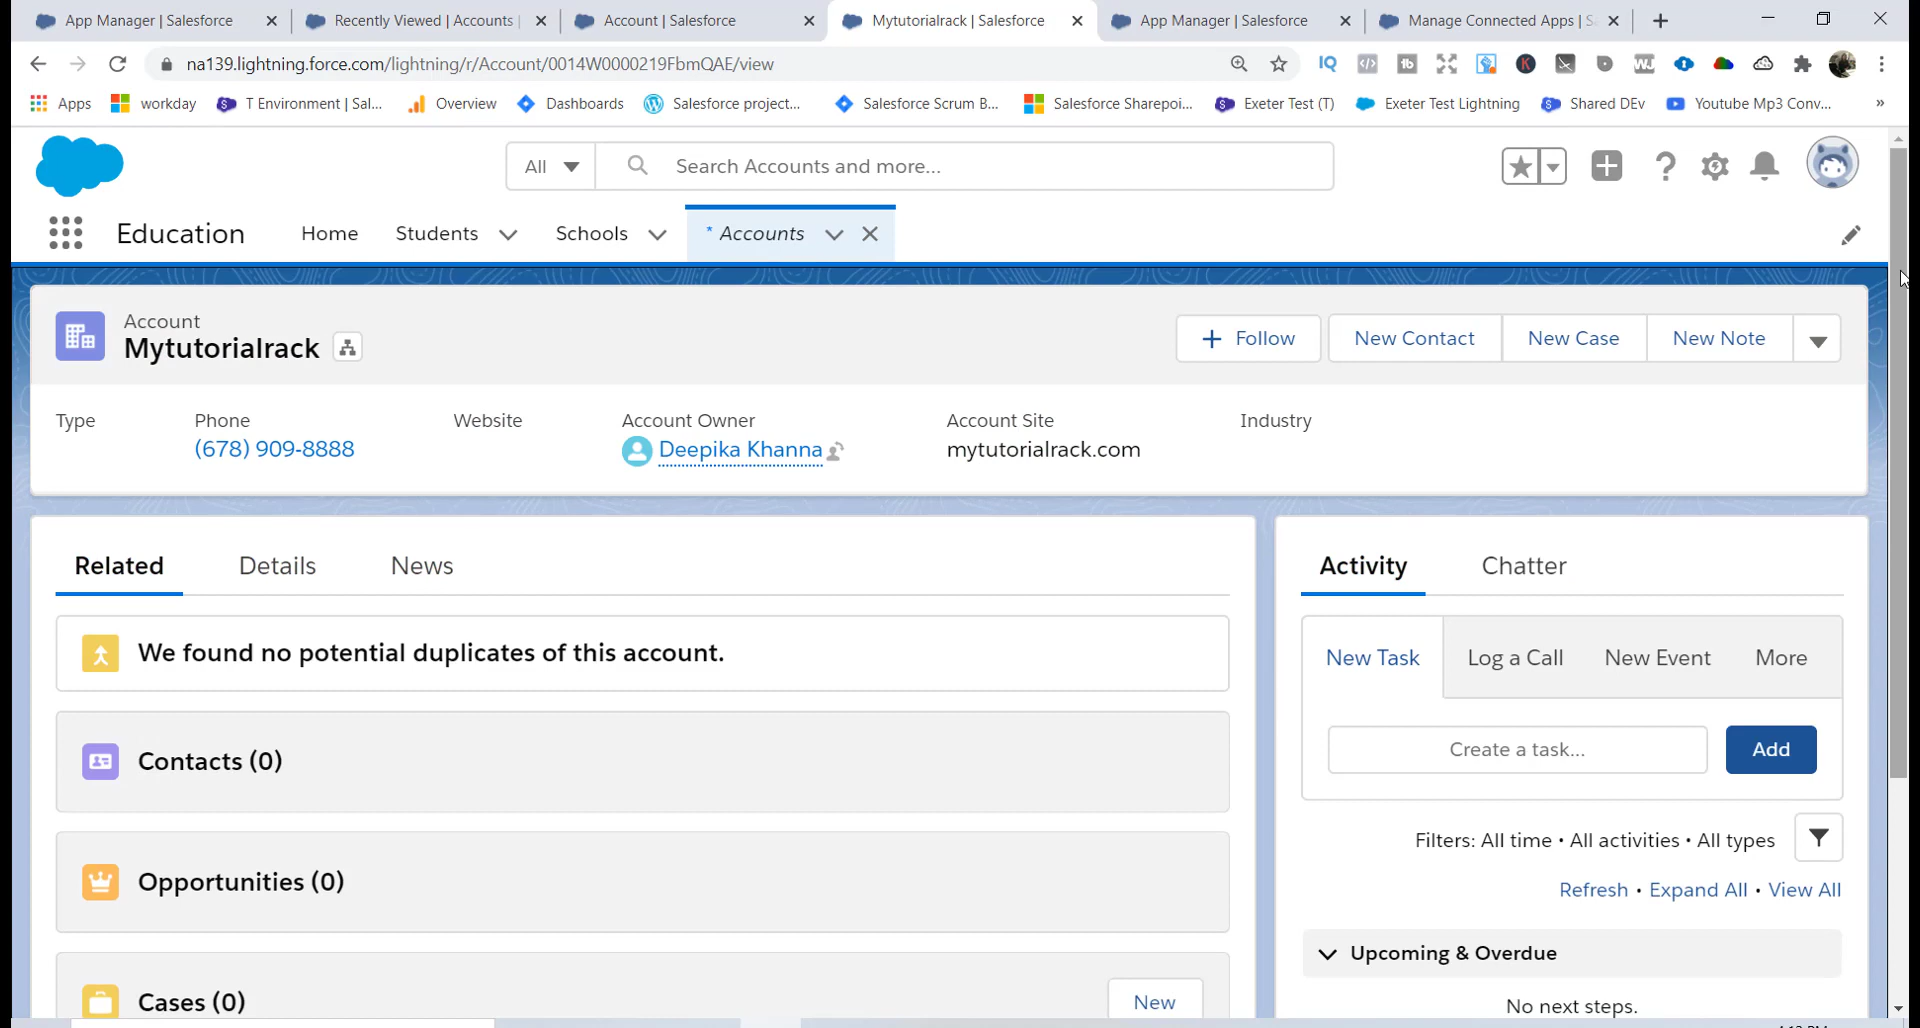 App Manager | Salesforce
Recently Viewed | Accounts |
Account | Salesforce
Mytutorialrack | Salesforce
App Manager | Salesforce
Manage Connected Apps | S
na139.lightning.force.com/lightning/r/Account/0014W0000219FbmQAE/view
Apps
workday
T Environment | Sal...
Overview
Dashboards
Salesforce project...
Salesforce Scrum B...
Salesforce Sharepoi...
Exeter Test (T)
Exeter Test Lightning
Shared DEv
Youtube Mp3 Conv...
»
All
Search Accounts and more...
Education
Home
Students
Schools
* Accounts
Account
Mytutorialrack
+ Follow
New Contact
New Case
New Note
Type
Phone
Website
Account Owner
Account Site
Industry
(678) 909-8888
Deepika Khanna
mytutorialrack.com
Related
Details
News
Activity
Chatter
We found no potential duplicates of this account.
New Task
Log a Call
New Event
More
Create a task...
Add
Contacts (0)
Opportunities (0)
Filters: All time • All activities • All types
Refresh • Expand All • View All
Upcoming & Overdue
No next steps.
Cases (0)
New